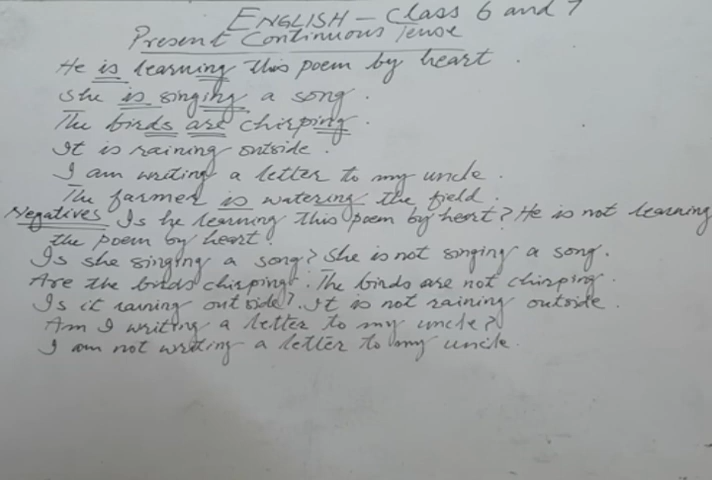 ENGLISH - Class 6 and 7
Present Continuous Tense
He is learning this poem by heart.
She is singing a song.
The birds are chirping.
It is raining outside.
I am writing a letter to my uncle.
The farmer is watering the field.
Negatives Is he learning this poem by heart? He is not learning
the poem by heart.
Is she singing a song? She is not singing a song.
Are the birds chirping. The birds are not chirping.
Is it raining outside? It is not raining outside.
Am I writing a letter to my uncle?
I am not writing a letter to my uncle.